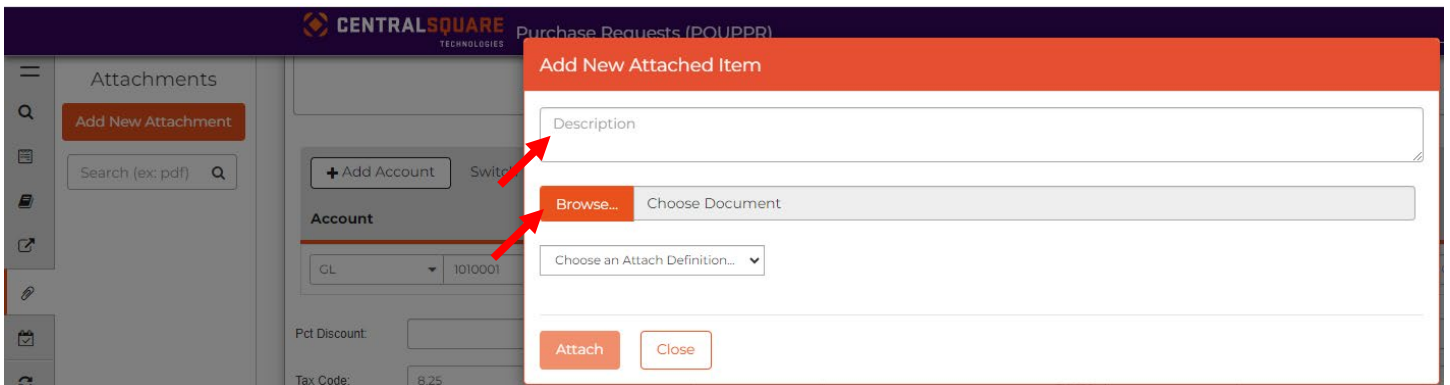 CENTRALSQUARE
TECHNOLOGIES
Purchase Requests (POUPPR)
Attachments
Add New Attachment
Search (ex: pdf)
+ Add Account
Account
GL
1010001
Pct Discount:
Tax Code:
8.25
Add New Attached Item
Description
Browse... Choose Document
Choose an Attach Definition...
Attach Close